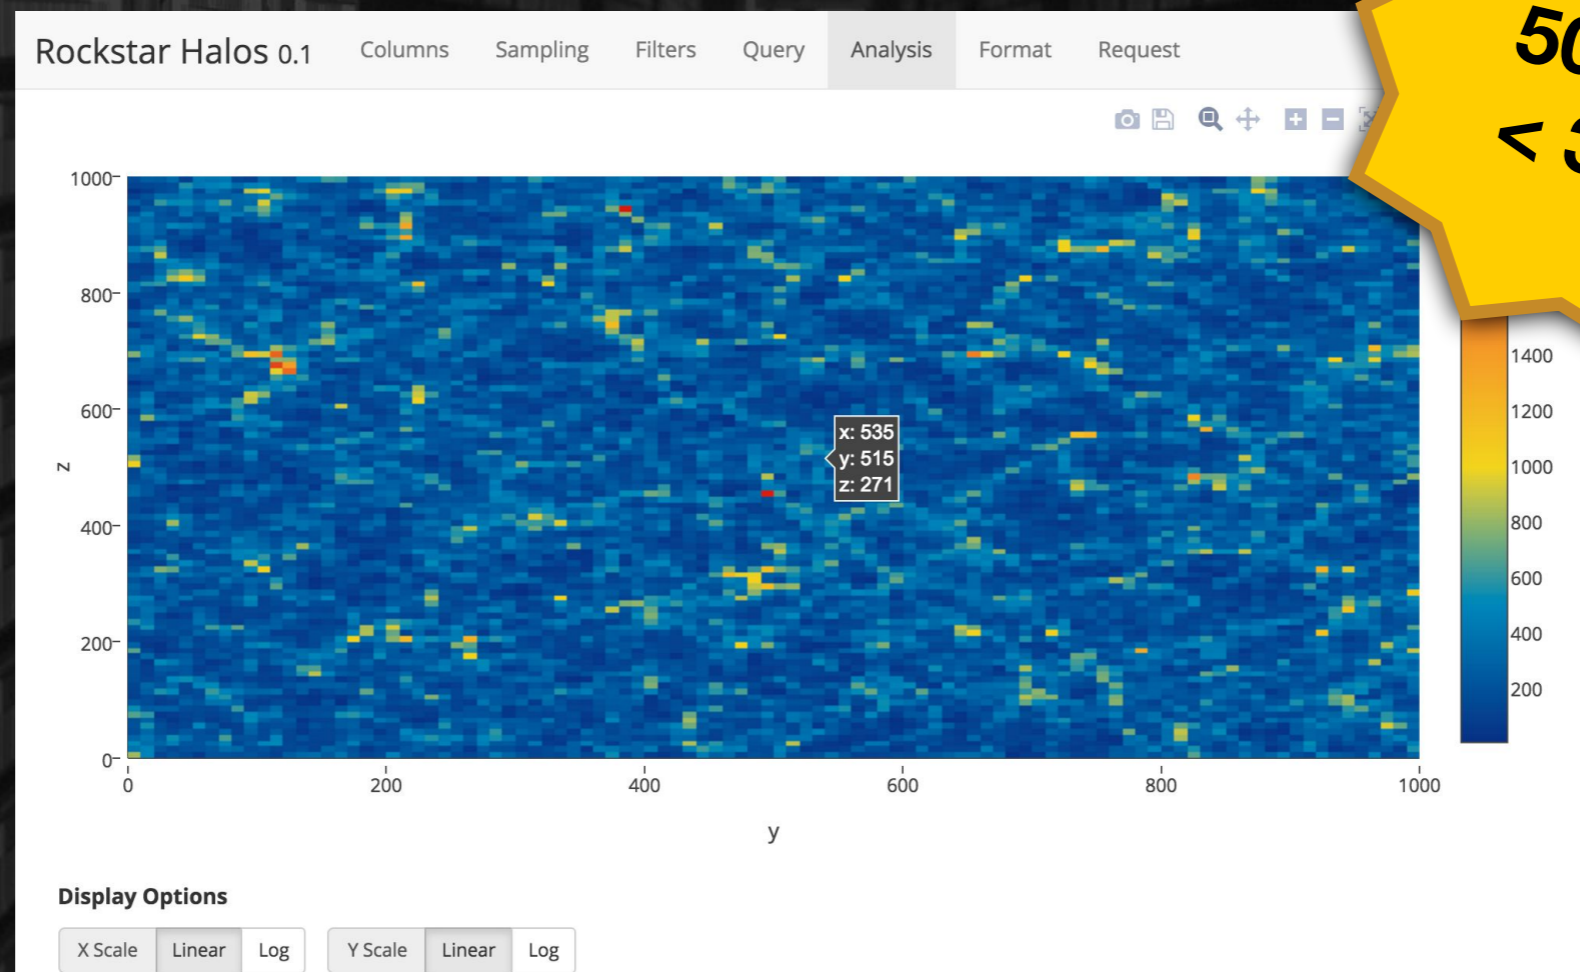 Rockstar Halos 0.1 Columns Sampling Filters Query Analysis Format Request
50
< 3
1000
800
600
400
200
0
z
0 200 400 600 800 1000
y
x: 535
y: 515
z: 271
1400
1200
1000
800
600
400
200
Display Options
X Scale Linear Log Y Scale Linear Log